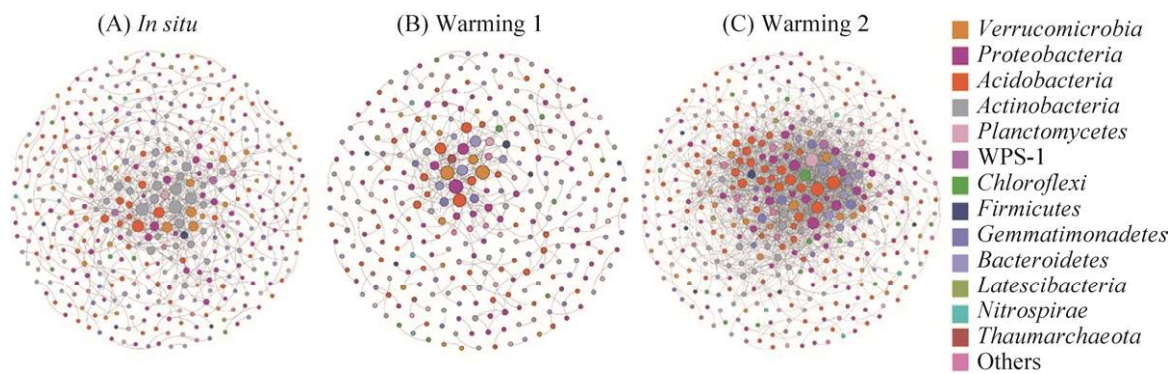 (A) In situ
(B) Warming 1
(C) Warming 2
Verrucomicrobia
Proteobacteria
Acidobacteria
Actinobacteria
Planctomycetes
WPS-1
Chloroflexi
Firmicutes
Gemmatimonadetes
Bacteroidetes
Latescibacteria
Nitrospirae
Thaumarchaeota
Others